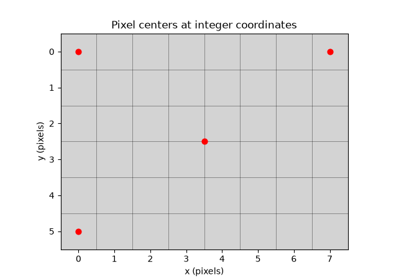 Pixel centers at integer coordinates
0
1
2
3
4
5
y (pixels)
0 1 2 3 4 5 6 7
x (pixels)